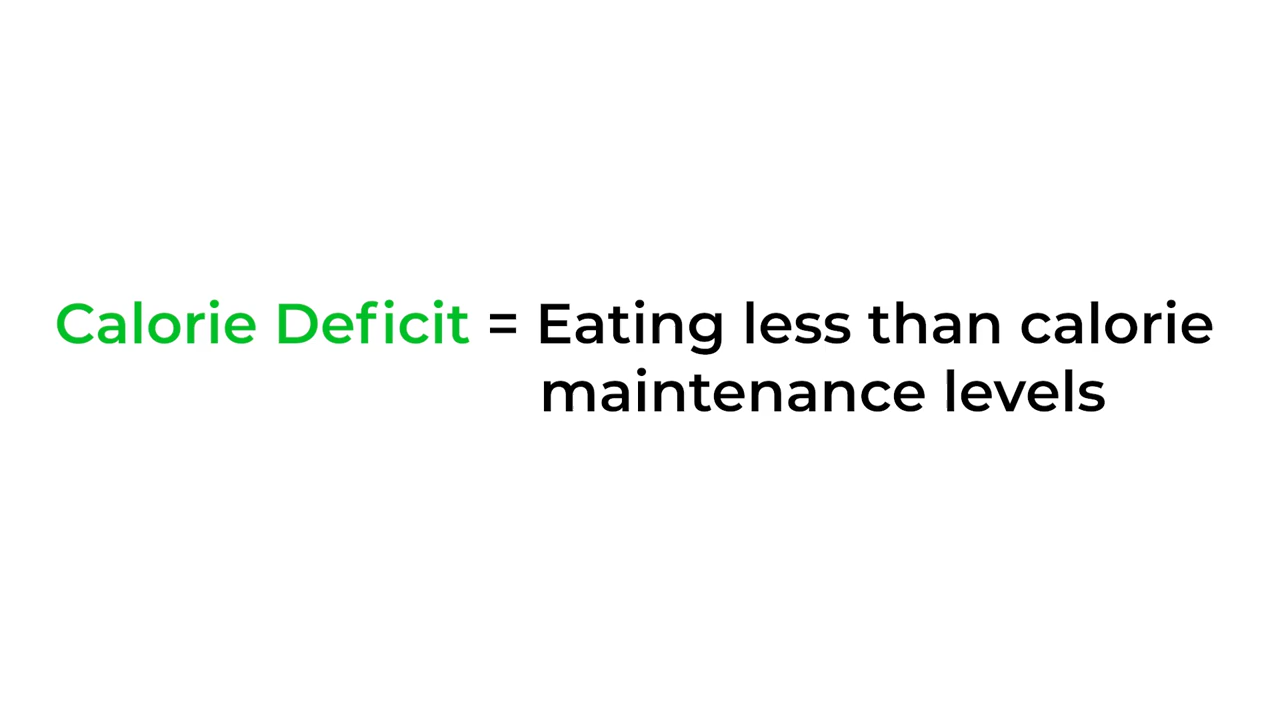 Calorie Deficit = Eating less than calorie
maintenance levels